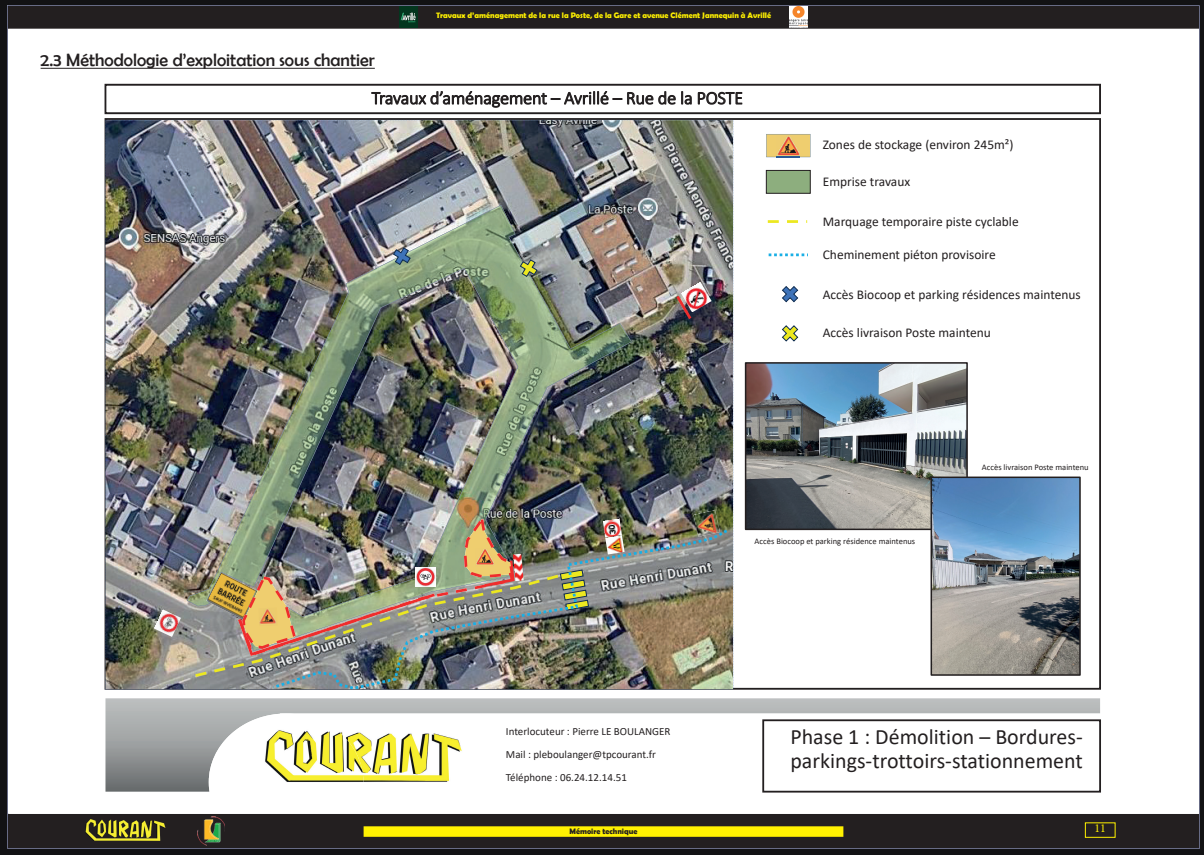 avrillé
Travaux d'aménagement de la rue la Poste, de la Gare et avenue Clément Jannequin à Avrillé
2.3 Méthodologie d'exploitation sous chantier
Travaux d'aménagement – Avrillé – Rue de la POSTE
Easy Avrillé
Rue Pierre Mendès France
La Poste
SENSAS Angers
Rue de la Poste
Rue de la Poste
Rue de la Poste
Rue de la Poste
ROUTE
BARRÉE
Rue Henri Dunant
Rue Henri Dunant
Rue Henri Dunant
R
Rue
Zones de stockage (environ 245m²)
Emprise travaux
Marquage temporaire piste cyclable
Cheminement piéton provisoire
Accès Biocoop et parking résidences maintenus
Accès livraison Poste maintenu
Accès livraison Poste maintenu
Accès Biocoop et parking résidence maintenus
COURANT
Interlocuteur : Pierre LE BOULANGER
Mail : pleboulanger@tpcourant.fr
Téléphone : 06.24.12.14.51
Phase 1 : Démolition – Bordures-
parkings-trottoirs-stationnement
COURANT
Mémoire technique
11